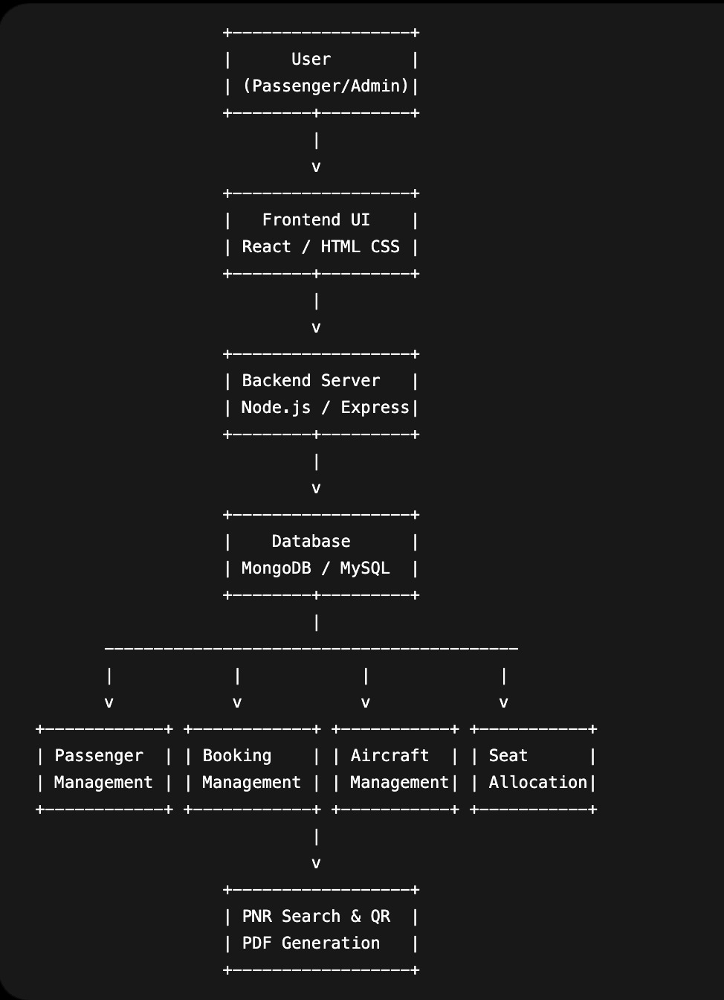 +------------------+
|      User        |
| (Passenger/Admin)|
+--------+---------+
         |
         v
+------------------+
|   Frontend UI    |
| React / HTML CSS |
+--------+---------+
         |
         v
+------------------+
| Backend Server   |
| Node.js / Express|
+--------+---------+
         |
         v
+------------------+
|    Database      |
| MongoDB / MySQL  |
+--------+---------+
         |
------------------------------------------
|            |            |             |
v            v            v             v
+------------+ +------------+ +-----------+ +-----------+
| Passenger  | | Booking    | | Aircraft  | | Seat      |
| Management | | Management | | Management| | Allocation|
+------------+ +------------+ +-----------+ +-----------+
         |
         v
+------------------+
| PNR Search & QR  |
| PDF Generation   |
+------------------+